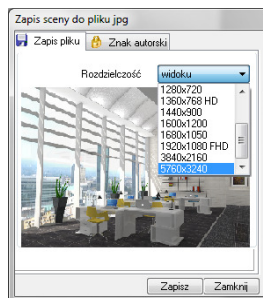 Zapis sceny do pliku jpg
Zapis pliku
Znak autorski
Rozdzielczość
widoku
1280x720
1360x768 HD
1440x900
1600x1200
1680x1050
1920x1080 FHD
3840x2160
5760x3240
Zapisz
Zamknij